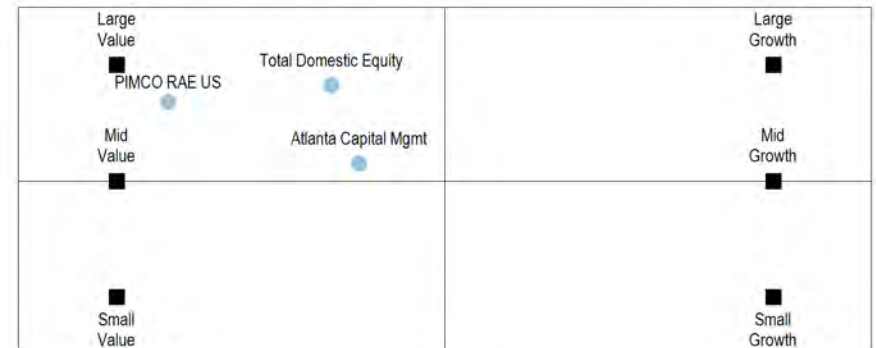 Large
Value
Large
Growth
Total Domestic Equity
PIMCO RAE US
Mid
Value
Atlanta Capital Mgmt
Mid
Growth
Small
Value
Small
Growth